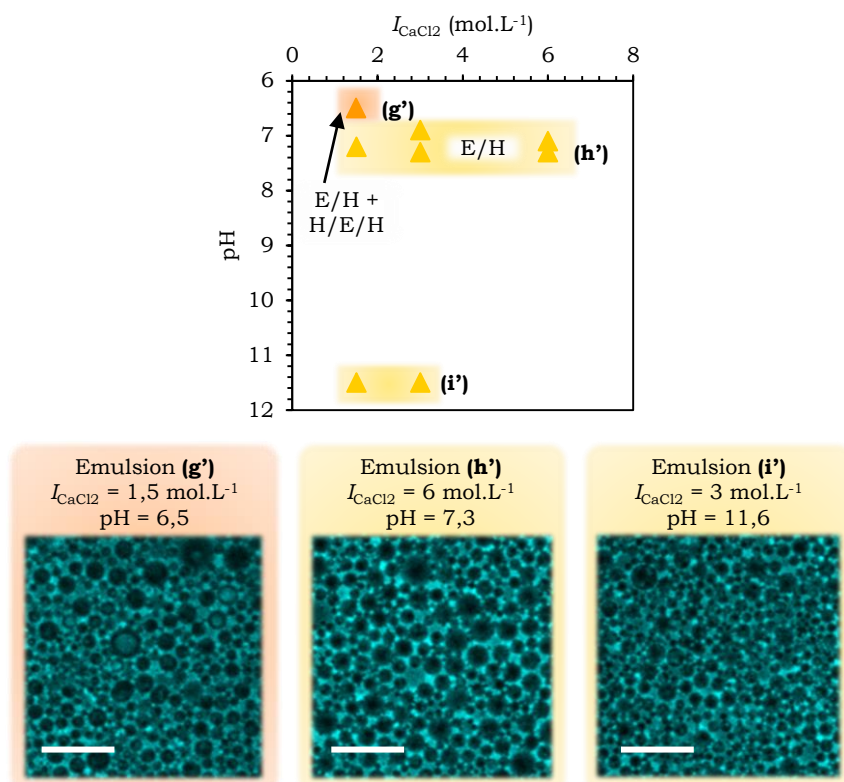 I_CaCl2 (mol.L-1)
0 2 4 6 8
6
(g’)
7
E/H
(h’)
8
E/H +
H/E/H
pH
9
10
11
(i’)
12
Emulsion (g’)
I_CaCl2 = 1,5 mol.L-1
pH = 6,5
Emulsion (h’)
I_CaCl2 = 6 mol.L-1
pH = 7,3
Emulsion (i’)
I_CaCl2 = 3 mol.L-1
pH = 11,6